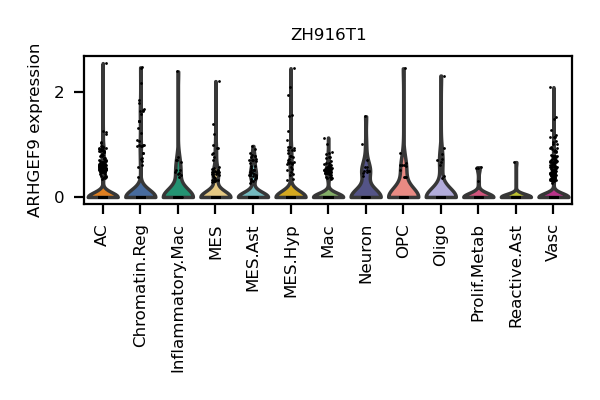 ZH916T1
ARHGEF9 expression
2
0
AC
Chromatin.Reg
Inflammatory.Mac
MES
MES.Ast
MES.Hyp
Mac
Neuron
OPC
Oligo
Prolif.Metab
Reactive.Ast
Vasc